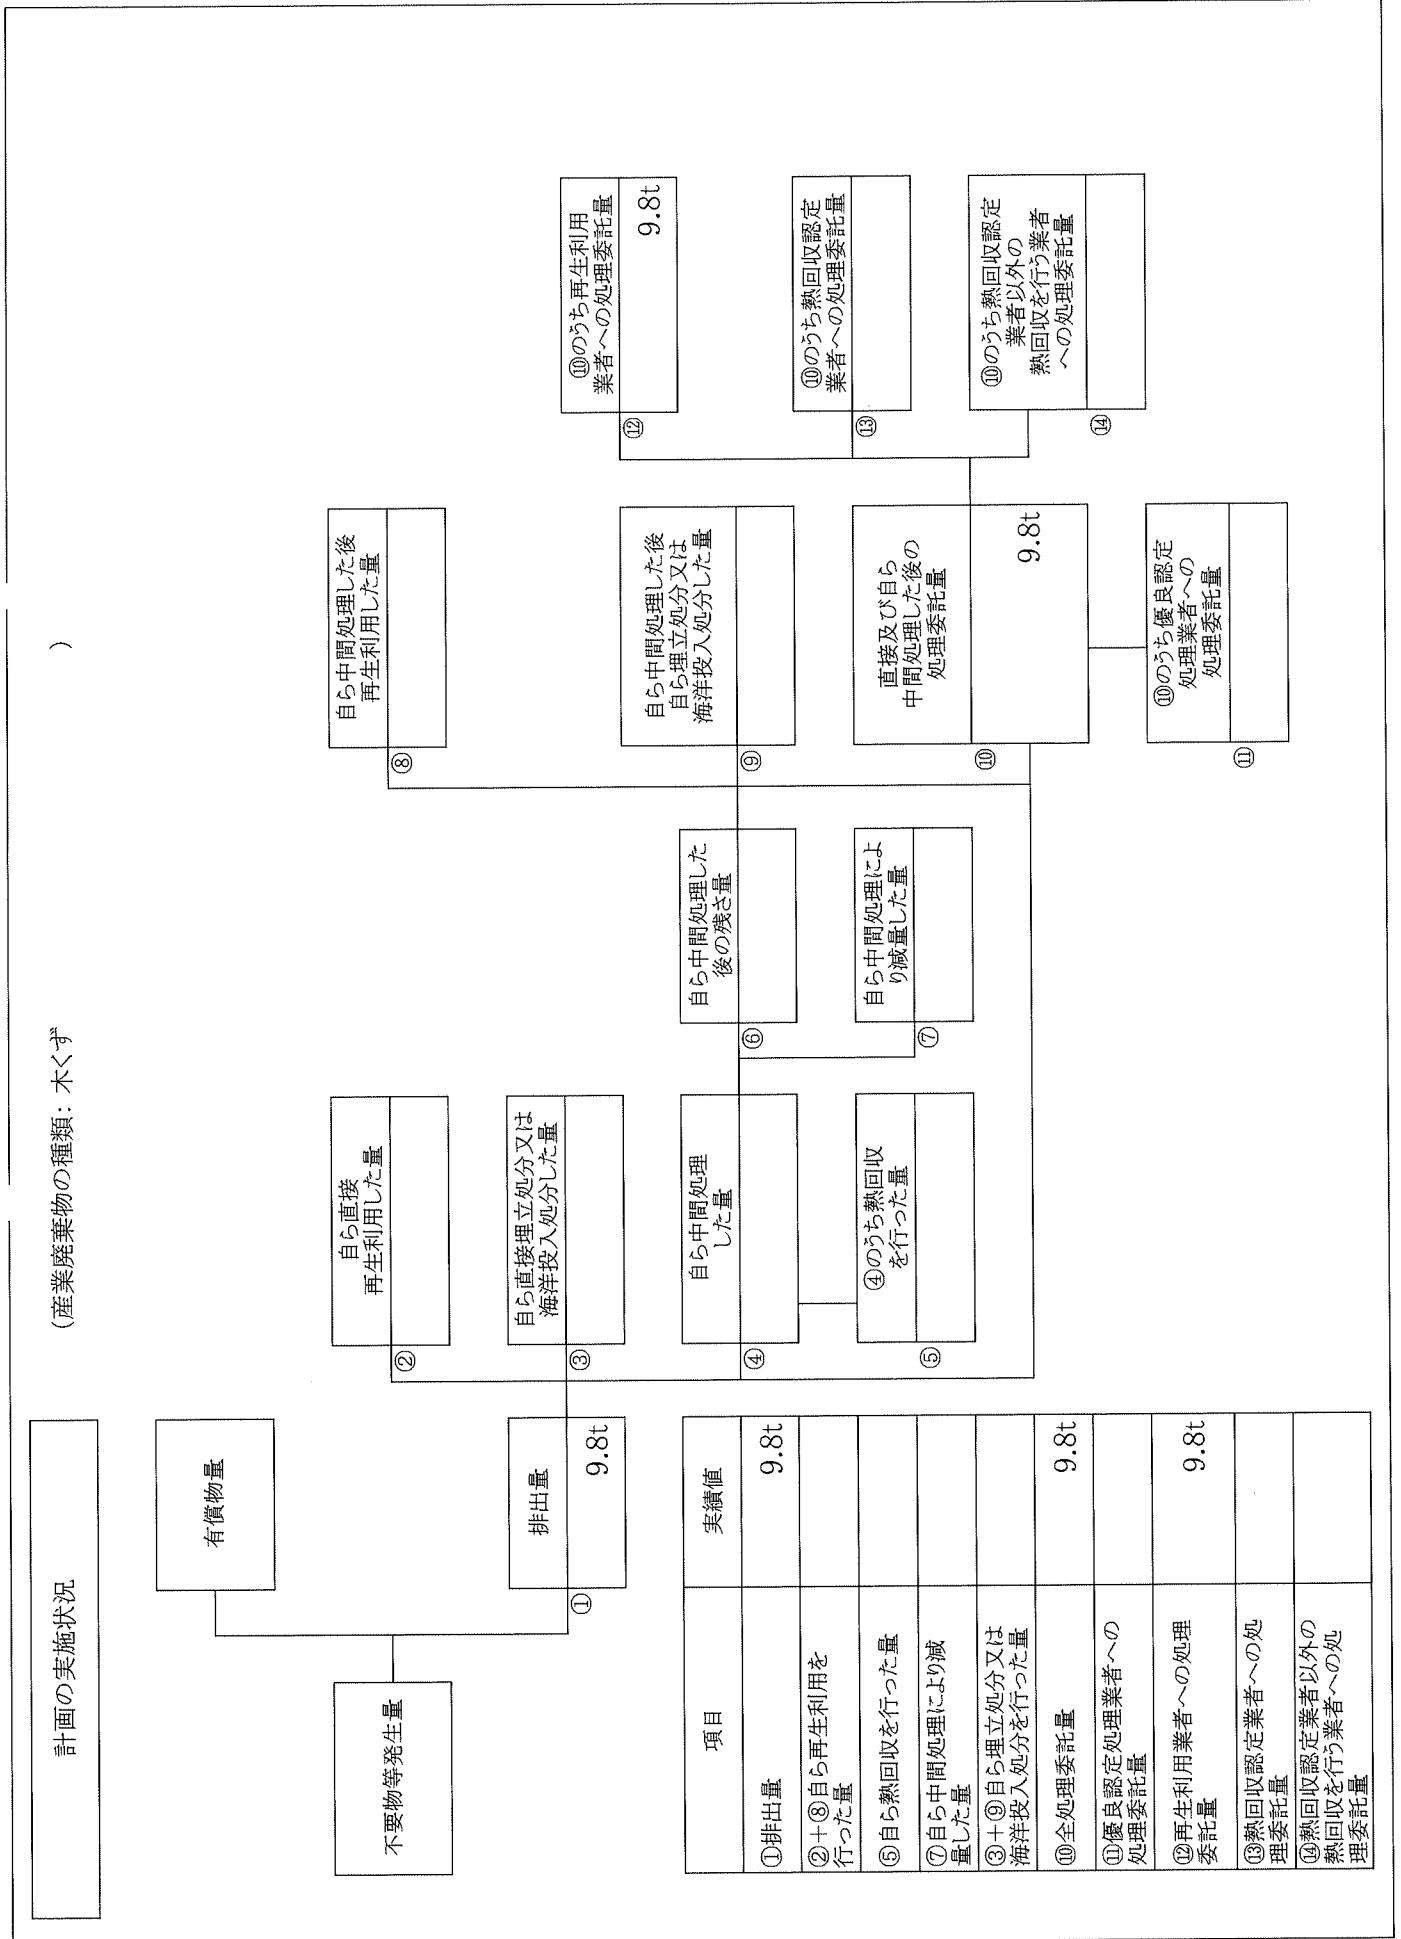 計画の実施状況
(産業廃棄物の種類: 木くず
)
不要物等発生量
有償物量
排出量
①
9.8t
自ら直接
再生利用した量
②
自ら直接埋立処分又は
海洋投入処分した量
③
自ら中間処理
した量
④
④のうち熱回収
を行った量
⑤
自ら中間処理した
後の残さ量
⑥
自ら中間処理によ
り減量した量
⑦
自ら中間処理した後
再生利用した量
⑧
自ら中間処理した後
自ら埋立処分又は
海洋投入処分した量
⑨
直接及び自ら
中間処理した後の
処理委託量
⑩
9.8t
⑩のうち優良認定
処理業者への
処理委託量
⑪
⑩のうち再生利用
業者への処理委託量
⑫
9.8t
⑩のうち熱回収認定
業者への処理委託量
⑬
⑩のうち熱回収認定
業者以外の
熱回収を行う業者
への処理委託量
⑭
項目
実績値
①排出量
9.8t
②+⑧自ら再生利用を
行った量
⑤自ら熱回収を行った量
⑦自ら中間処理により減
量した量
③+⑨自ら埋立処分又は
海洋投入処分を行った量
⑩全処理委託量
9.8t
⑪優良認定処理業者への
処理委託量
⑫再生利用業者への処理
委託量
9.8t
⑬熱回収認定業者への処
理委託量
⑭熱回収認定業者以外の
熱回収を行う業者への処
理委託量